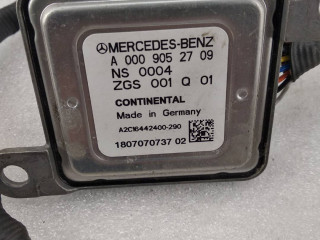 MERCEDES-BENZ
A 000 905 27 09
NS 0004
ZGS 001 Q 01
CONTINENTAL
Made in Germany
A2C16442400-290
1807070737 02